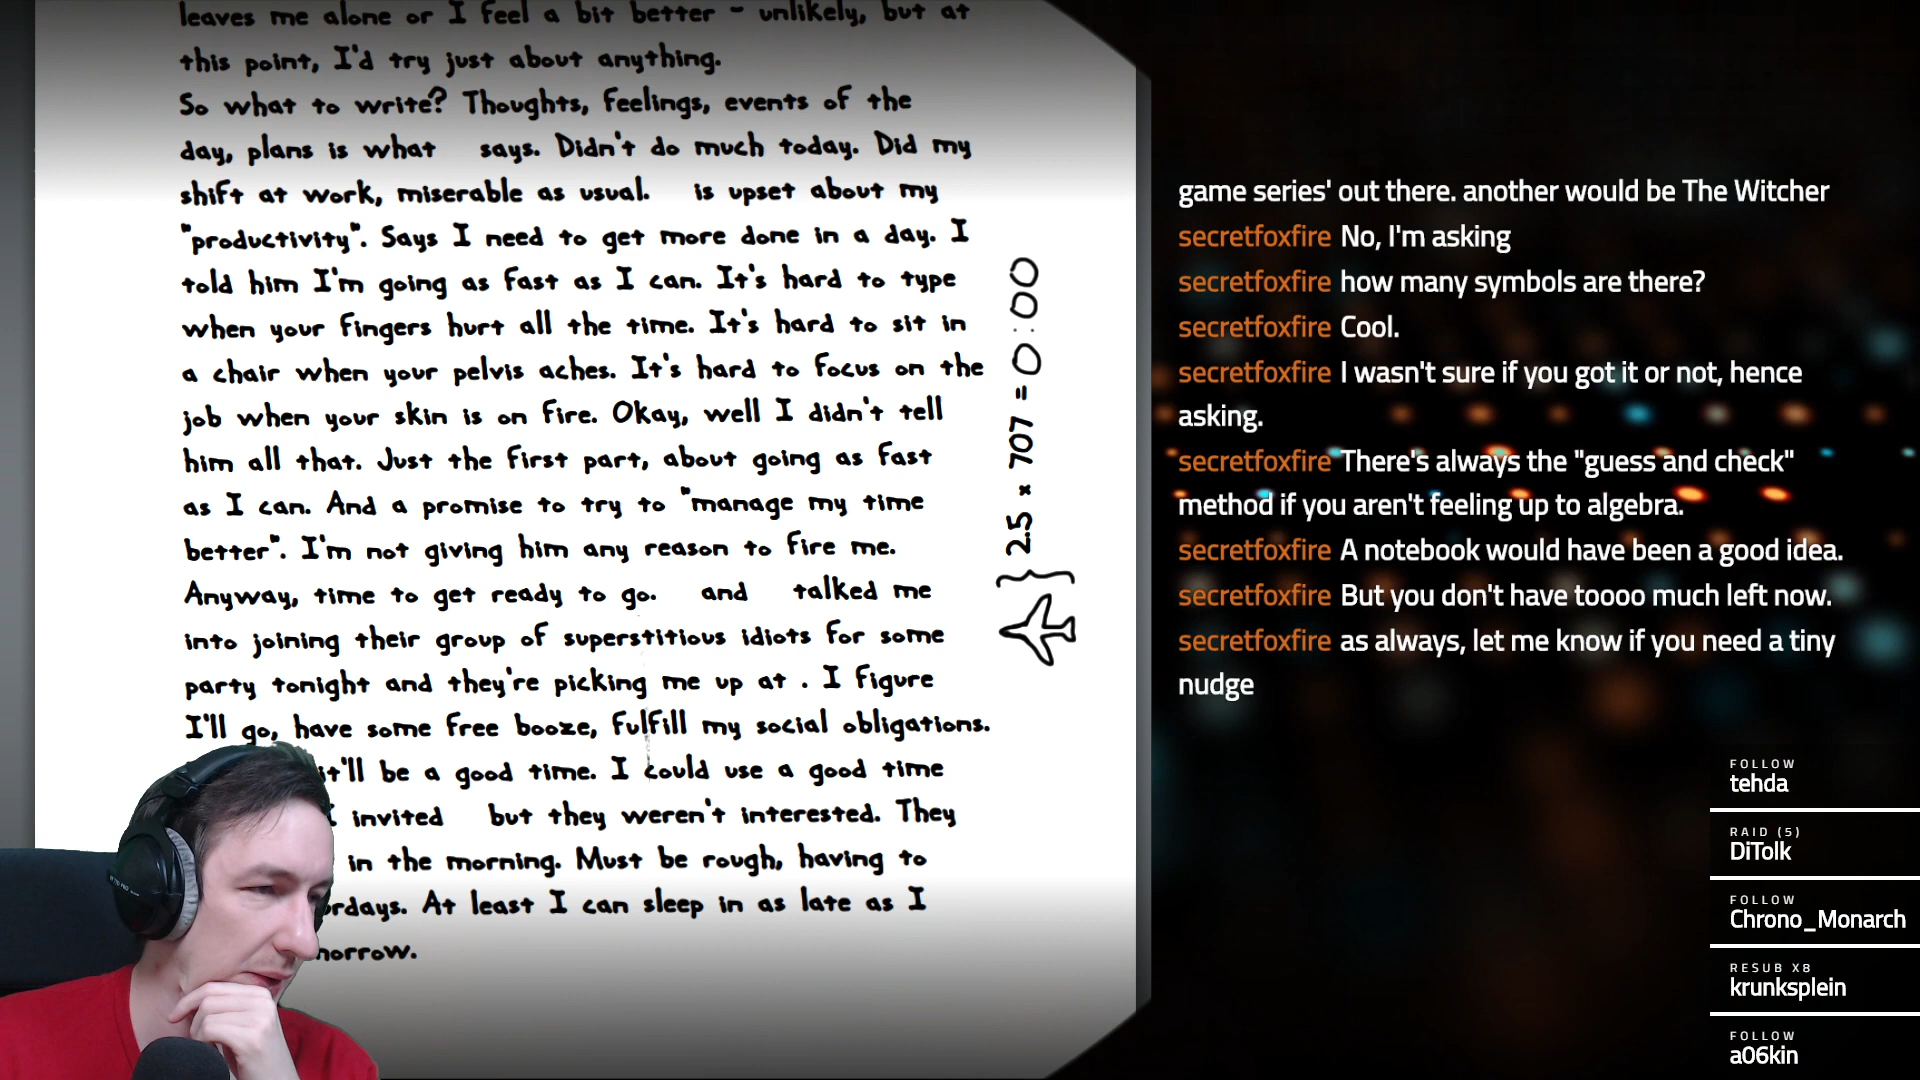 leaves me alone or I feel a bit better - unlikely, but at
this point, I'd try just about anything.
So what to write? Thoughts, feelings, events of the
day, plans is what says. Didn't do much today. Did my
shift at work, miserable as usual. is upset about my
"productivity". Says I need to get more done in a day. I
told him I'm going as fast as I can. It's hard to type
when your fingers hurt all the time. It's hard to sit in
a chair when your pelvis aches. It's hard to focus on the
job when your skin is on fire. Okay, well I didn't tell
him all that. Just the first part, about going as fast
as I can. And a promise to try to "manage my time
better". I'm not giving him any reason to fire me.
Anyway, time to get ready to go. and talked me
into joining their group of superstitious idiots for some
party tonight and they're picking me up at . I figure
I'll go, have some free booze, fulfill my social obligations.
it'll be a good time. I could use a good time
invited but they weren't interested. They
in the morning. Must be rough, having to
At least I can sleep in as late as I
2.5 × 707 = 0:00
game series' out there. another would be The Witcher
secretfoxfire No, I'm asking
secretfoxfire how many symbols are there?
secretfoxfire Cool.
secretfoxfire I wasn't sure if you got it or not, hence
asking.
secretfoxfire There's always the "guess and check"
method if you aren't feeling up to algebra.
secretfoxfire A notebook would have been a good idea.
secretfoxfire But you don't have toooo much left now.
secretfoxfire as always, let me know if you need a tiny
nudge
FOLLOW
tehda
RAID (5)
DiTolk
FOLLOW
Chrono_Monarch
RESUB X8
krunksplein
FOLLOW
a06kin